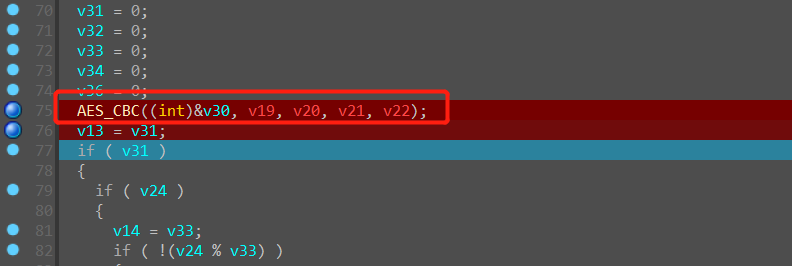 70 v31 = 0;
71 v32 = 0;
72 v33 = 0;
73 v34 = 0;
74 v36 = 0;
75 AES_CBC((int)&v30, v19, v20, v21, v22);
76 v13 = v31;
77 if ( v31 )
78 {
79 if ( v24 )
80 {
81 v14 = v33;
82 if ( !(v24 % v33) )